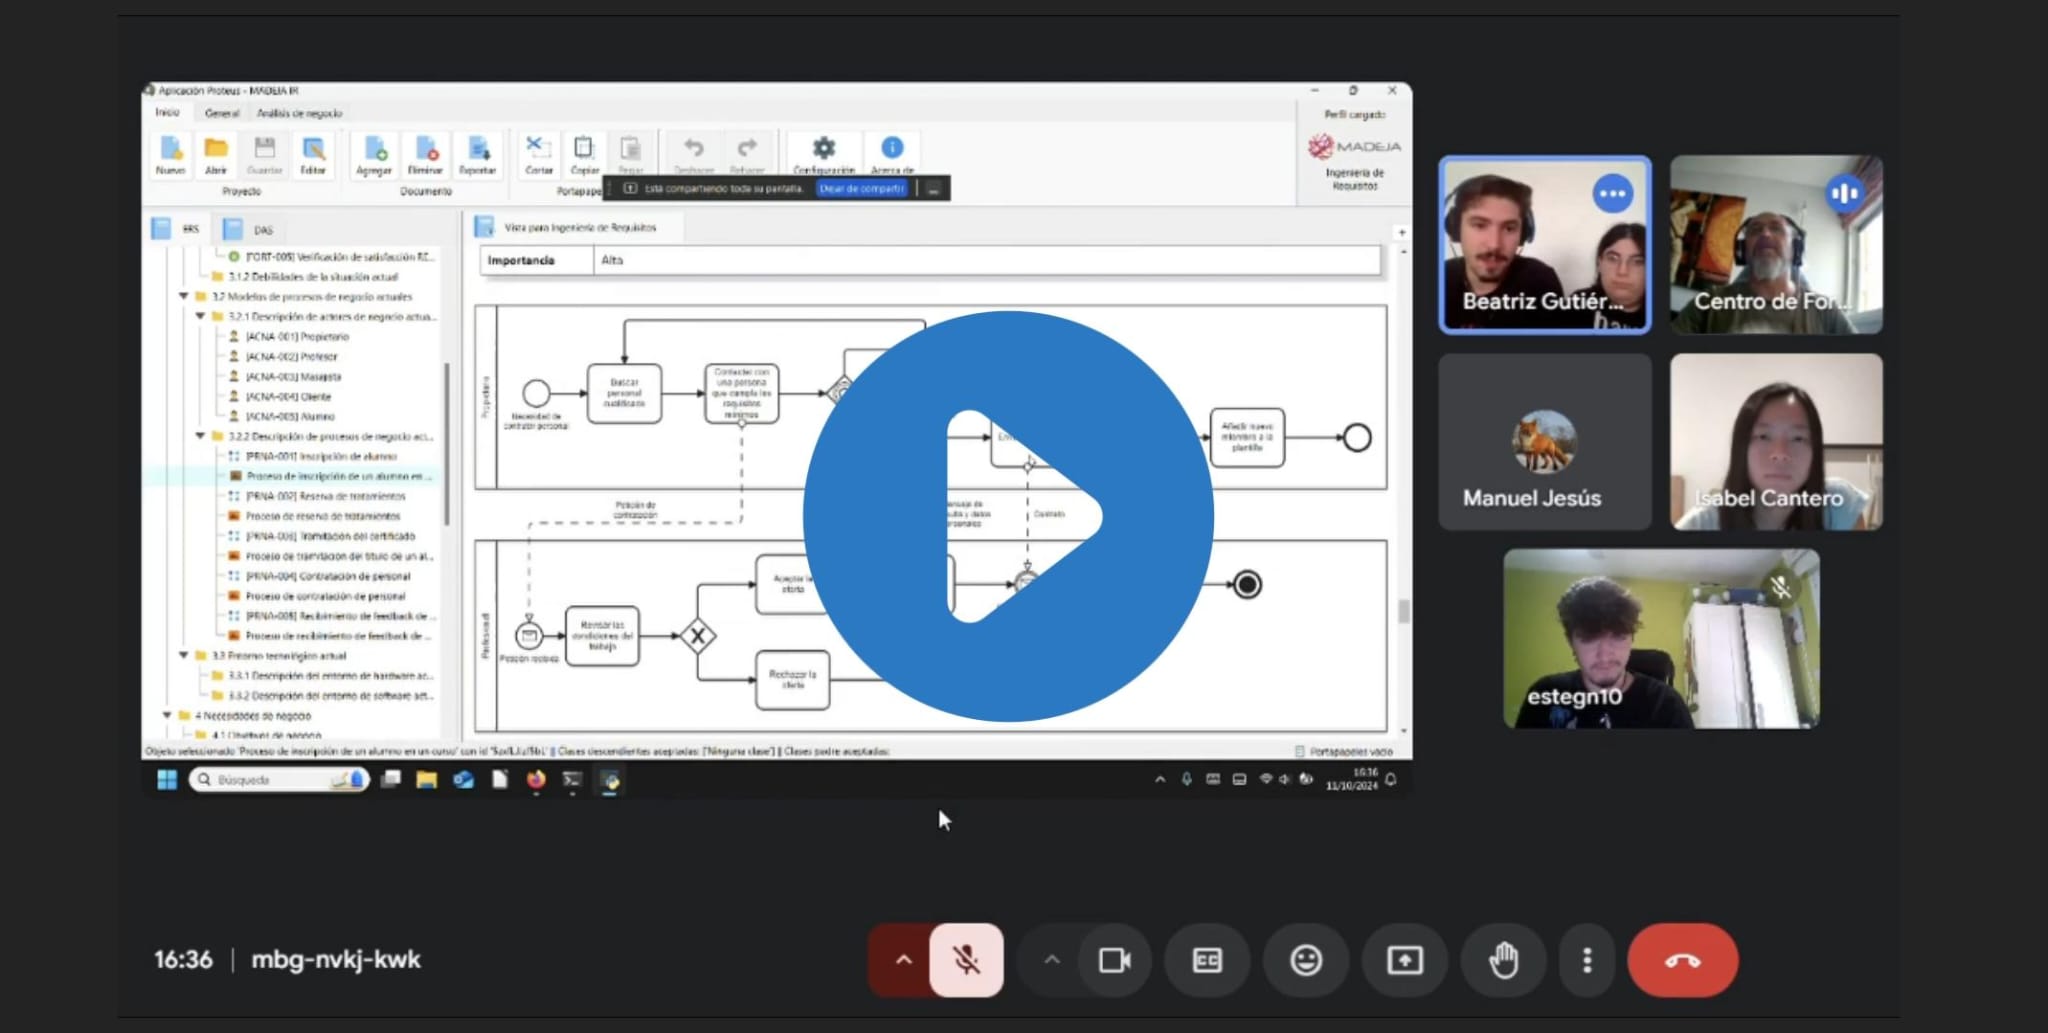 Aplicación Proteus - MADEJA IR
Inicio General Análisis de negocio
Nuevo Abrir Guardar Editar Agregar Eliminar Exportar Cortar Copiar Pegar Deshacer Rehacer Configuración Acerca de
Proyecto Documento Portapape
Está compartiendo toda su pantalla. Dejar de compartir
Perfil cargado
MADEJA
Ingeniería de
Requisitos
ERS DAS
[FORT-005] Verificación de satisfacción RE...
3.1.2 Debilidades de la situación actual
3.2 Modelos de procesos de negocio actuales
3.2.1 Descripción de actores de negocio actua...
[ACNA-001] Propietario
[ACNA-002] Profesor
[ACNA-003] Masajista
[ACNA-004] Cliente
[ACNA-005] Alumno
3.2.2 Descripción de procesos de negocio act...
[PRNA-001] Inscripción de alumno
Proceso de inscripción de un alumno en ...
[PRNA-002] Reserva de tratamientos
Proceso de reserva de tratamientos
[PRNA-003] Tramitación del certificado
Proceso de tramitación del título de un al...
[PRNA-004] Contratación de personal
Proceso de contratación de personal
[PRNA-005] Recibimiento de feedback de ...
Proceso de recibimiento de feedback de ...
3.3 Entorno tecnológico actual
3.3.1 Descripción del entorno de hardware ac...
3.3.2 Descripción del entorno de software act...
4 Necesidades de negocio
4.1 Objetivos de negocio
Vista para Ingeniería de Requisitos
Importancia Alta
Propietario
Necesidad de
contratar personal
Buscar
personal
cualificado
Contactar con
una persona
que cumpla los
requisitos
mínimos
Añadir nuevo
miembro a la
plantilla
Petición de
contratación
Contrato
Profesional
Petición recibida
Revisar las
condiciones del
trabajo
Aceptar la
oferta
Rechazar la
oferta
Objeto seleccionado 'Proceso de inscripción de un alumno en un curso' con id
Clases descendientes aceptadas: ['Ninguna clase'] || Clases padre aceptadas:
Portapapeles vacío
Búsqueda
16:36
11/10/2024
Beatriz Gutiér...
Centro de For...
Manuel Jesús
Isabel Cantero
estegn10
16:36 | mbg-nvkj-kwk
CC